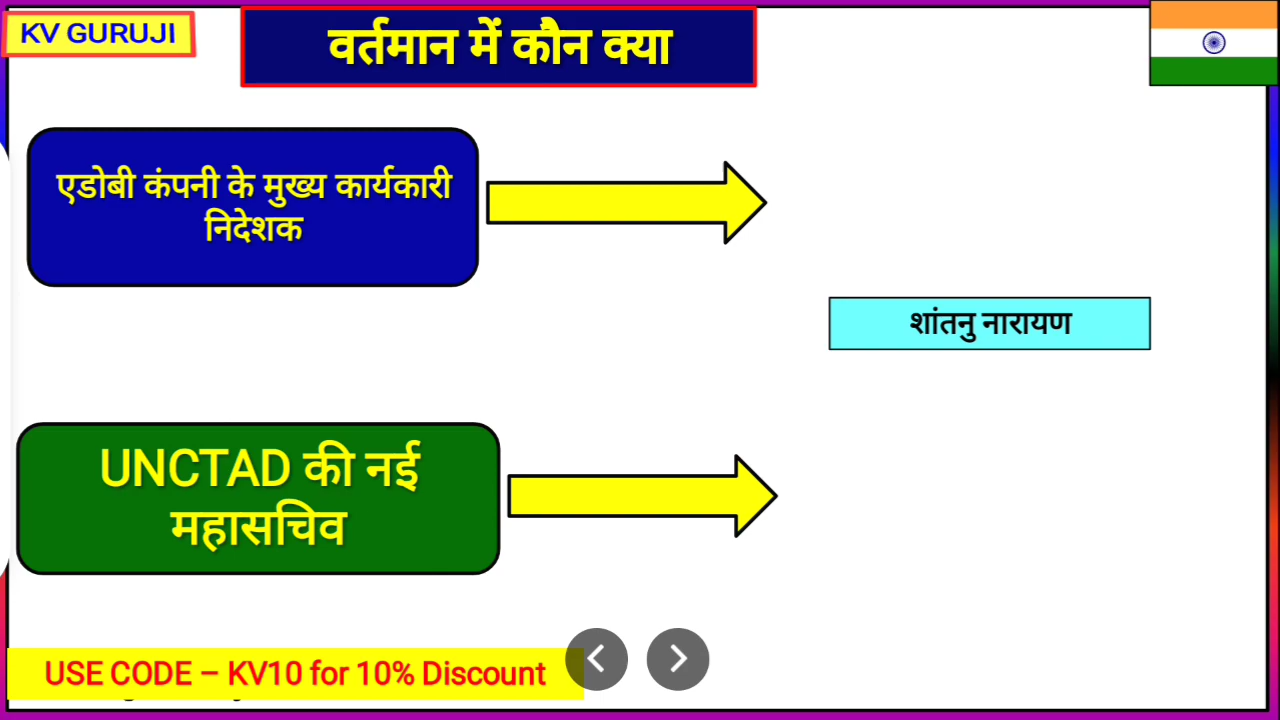 KV GURUJI
वर्तमान में कौन क्या
एडोबी कंपनी के मुख्य कार्यकारी
निदेशक
शांतनु नारायण
UNCTAD की नई
महासचिव
USE CODE – KV10 for 10% Discount